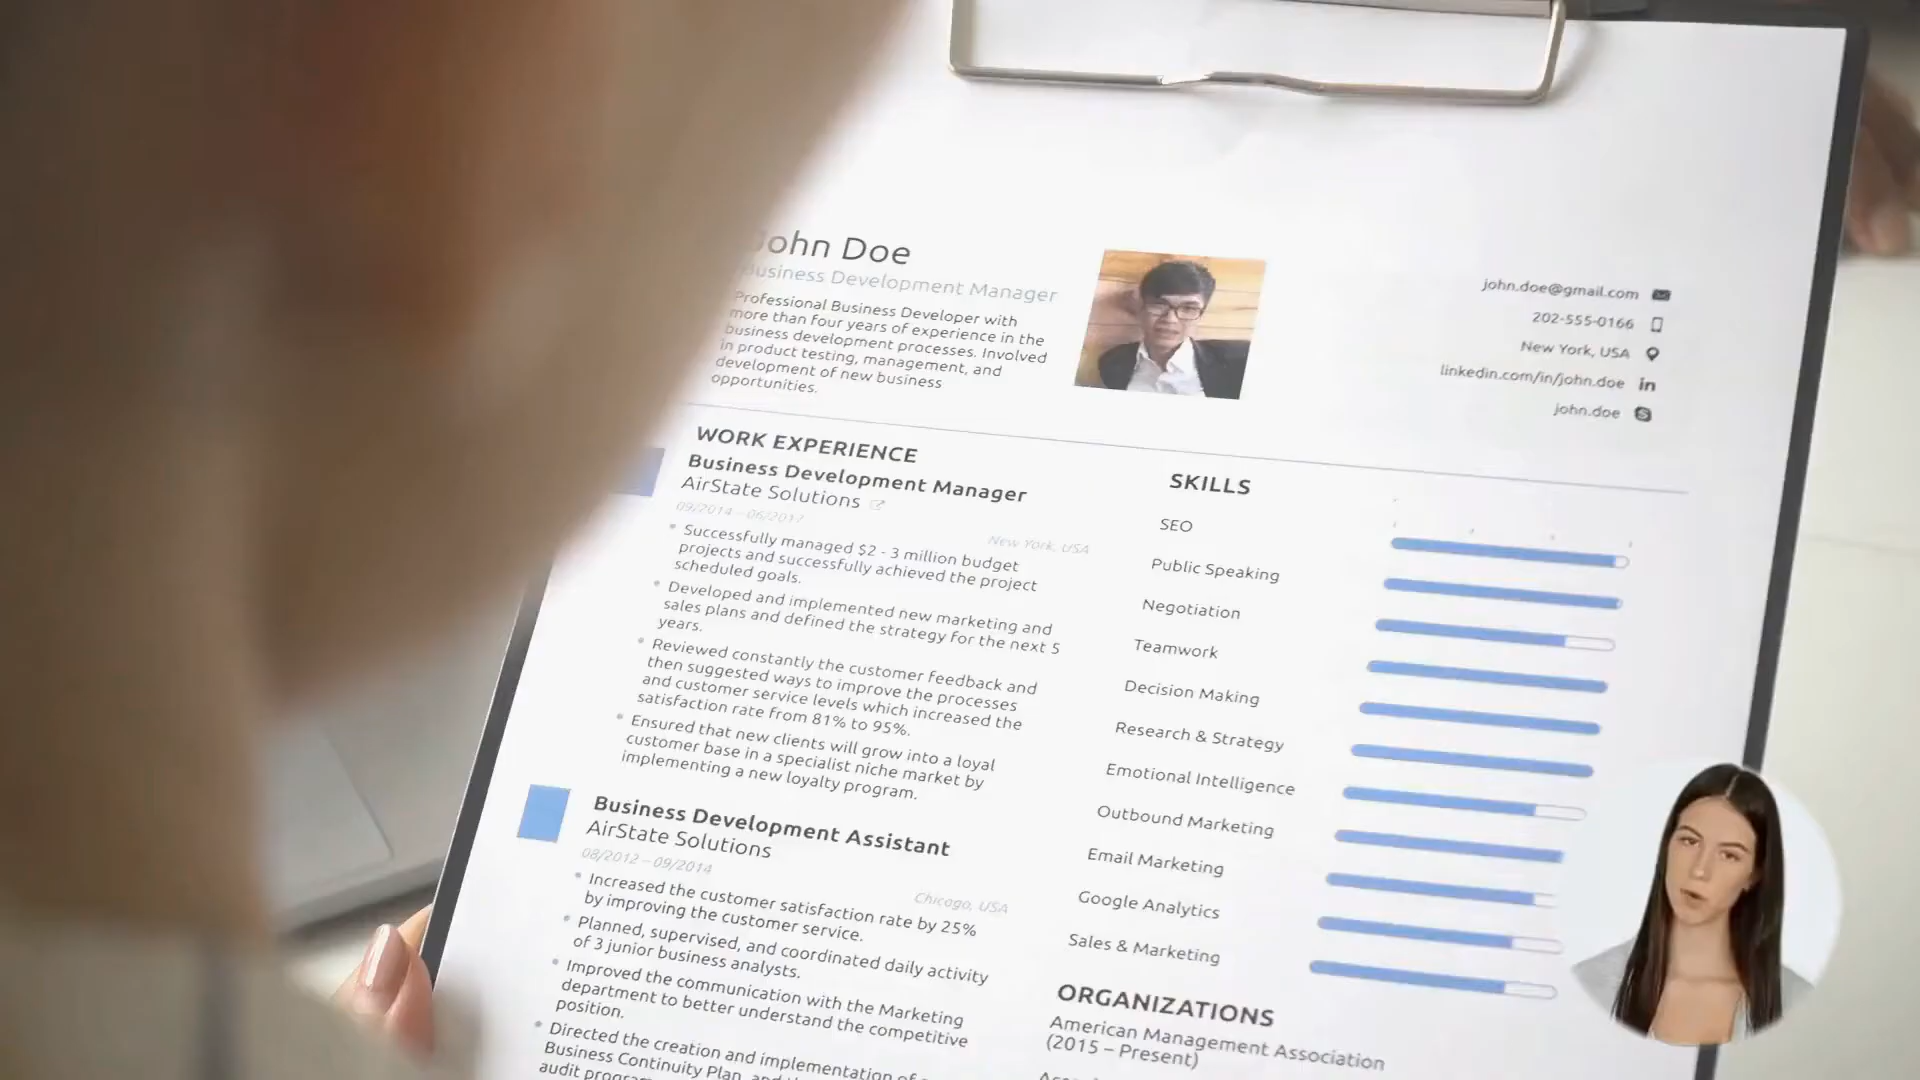 John Doe
Business Development Manager
Professional Business Developer with
more than four years of experience in the
business development processes. Involved
in product testing, management, and
development of new business
opportunities.
john.doe@gmail.com
202-555-0166
New York, USA
linkedin.com/in/john.doe
john.doe
WORK EXPERIENCE
Business Development Manager
AirState Solutions
09/2014 – 06/2017
New York, USA
Successfully managed $2 - 3 million budget
projects and successfully achieved the project
scheduled goals.
Developed and implemented new marketing and
sales plans and defined the strategy for the next 5
years.
Reviewed constantly the customer feedback and
then suggested ways to improve the processes
and customer service levels which increased the
satisfaction rate from 81% to 95%.
Ensured that new clients will grow into a loyal
customer base in a specialist niche market by
implementing a new loyalty program.
Business Development Assistant
AirState Solutions
08/2012 – 09/2014
Chicago, USA
Increased the customer satisfaction rate by 25%
by improving the customer service.
Planned, supervised, and coordinated daily activity
of 3 junior business analysts.
Improved the communication with the Marketing
department to better understand the competitive
position.
Directed the creation and implementation of
Business Continuity Plan, and
audit
SKILLS
SEO
Public Speaking
Negotiation
Teamwork
Decision Making
Research & Strategy
Emotional Intelligence
Outbound Marketing
Email Marketing
Google Analytics
Sales & Marketing
ORGANIZATIONS
American Management Association
(2015 – Present)